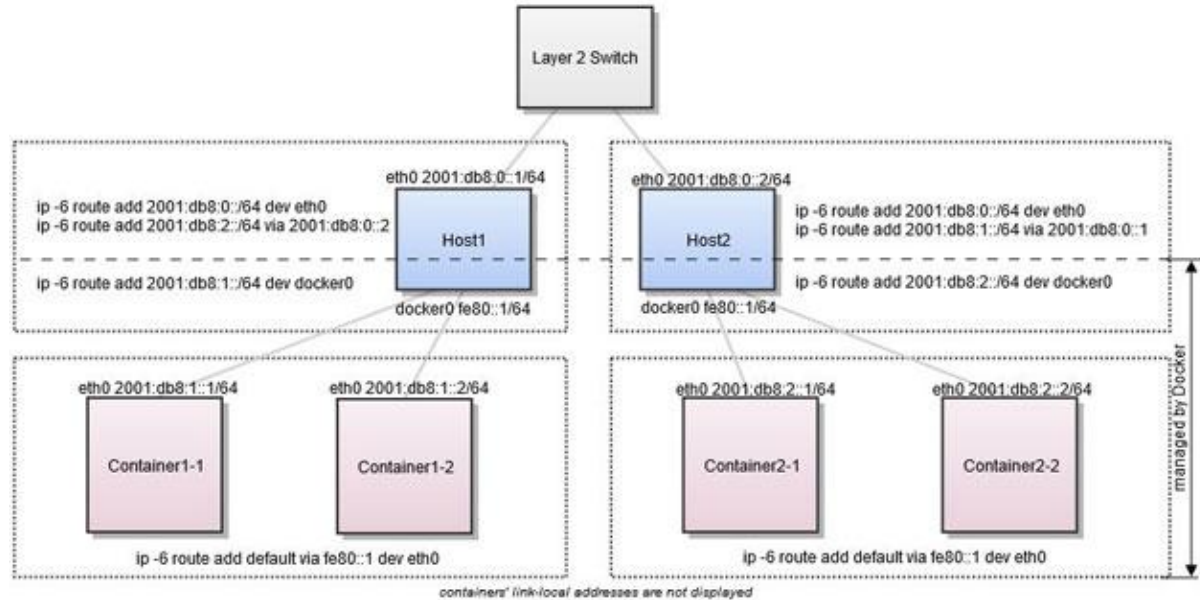 Layer 2 Switch
eth0 2001:db8:0::1/64
ip -6 route add 2001:db8:0::/64 dev eth0
ip -6 route add 2001:db8:2::/64 via 2001:db8:0::2
Host1
ip -6 route add 2001:db8:1::/64 dev docker0
docker0 fe80::1/64
eth0 2001:db8:0::2/64
ip -6 route add 2001:db8:0::/64 dev eth0
ip -6 route add 2001:db8:1::/64 via 2001:db8:0::1
Host2
ip -6 route add 2001:db8:2::/64 dev docker0
docker0 fe80::1/64
eth0 2001:db8:1::1/64
eth0 2001:db8:1::2/64
Container1-1
Container1-2
ip -6 route add default via fe80::1 dev eth0
eth0 2001:db8:2::1/64
eth0 2001:db8:2::2/64
Container2-1
Container2-2
ip -6 route add default via fe80::1 dev eth0
managed by Docker
containers' link-local addresses are not displayed